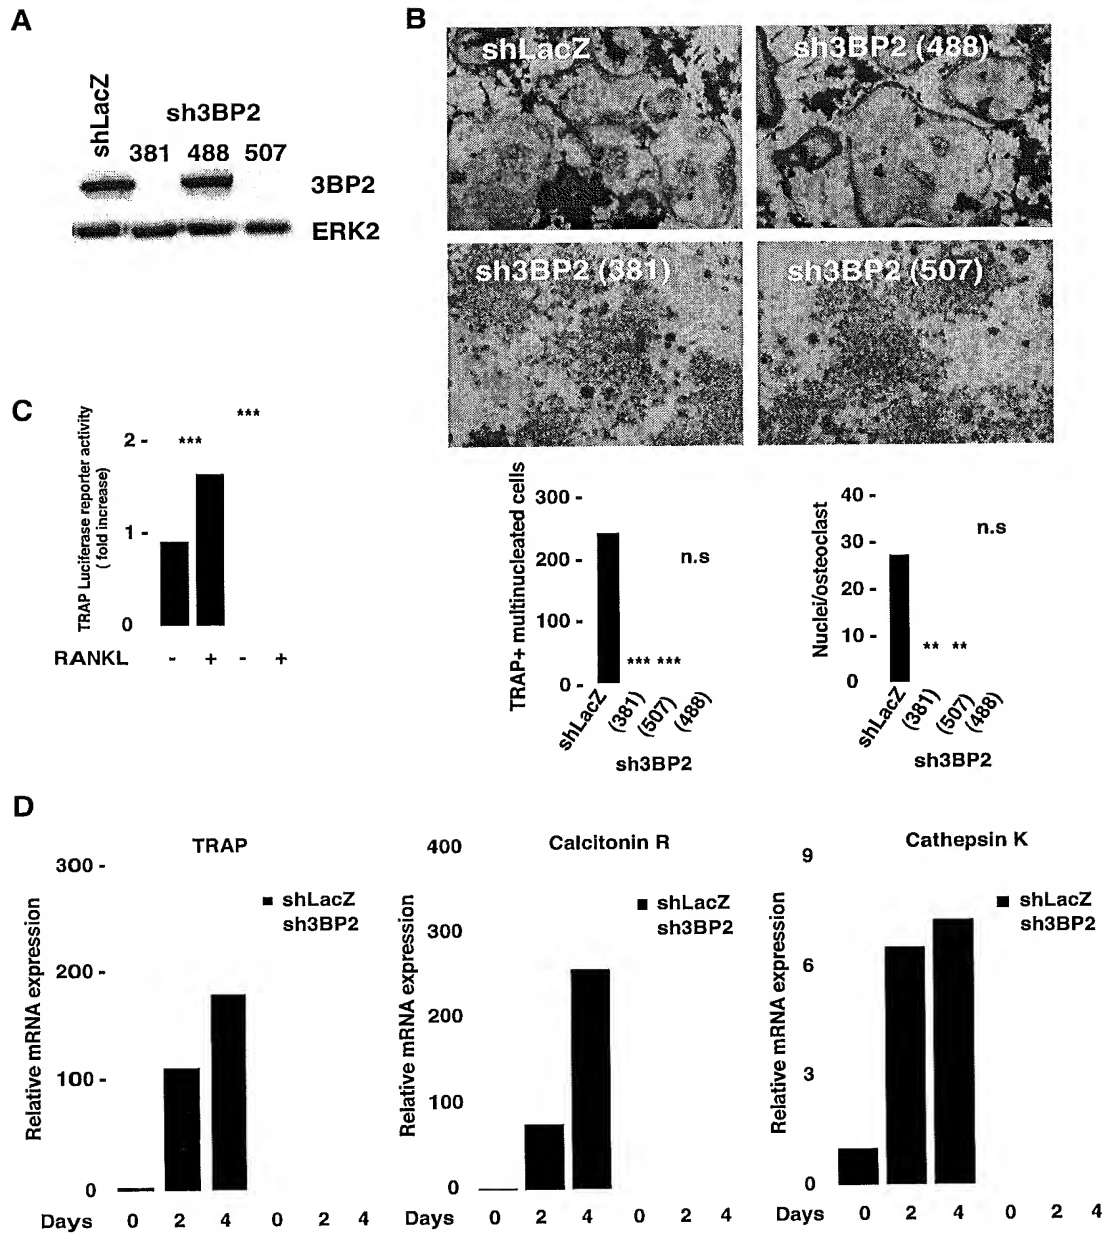 A
shLacZ
sh3BP2
381 488 507
3BP2
ERK2
B
shLacZ
sh3BP2 (488)
sh3BP2 (381)
sh3BP2 (507)
TRAP+ multinucleated cells
300 -
200 -
100 -
0 -
*** ***
n.s
shLacZ (381) (507) (488)
sh3BP2
Nuclei/osteoclast
40 -
30 -
20 -
10 -
0
** **
n.s
shLacZ (381) (507) (488)
sh3BP2
C
TRAP Luciferase reporter activity
( fold increase)
2 -
1 -
0
***
***
RANKL - + - +
D
TRAP
Relative mRNA expression
300 -
200 -
100 -
0
shLacZ
sh3BP2
Days 0 2 4 0 2 4
Calcitonin R
Relative mRNA expression
400
300
200
100
0
shLacZ
sh3BP2
Days 0 2 4 0 2 4
Cathepsin K
Relative mRNA expression
9
6
3
0
shLacZ
sh3BP2
Days 0 2 4 0 2 4